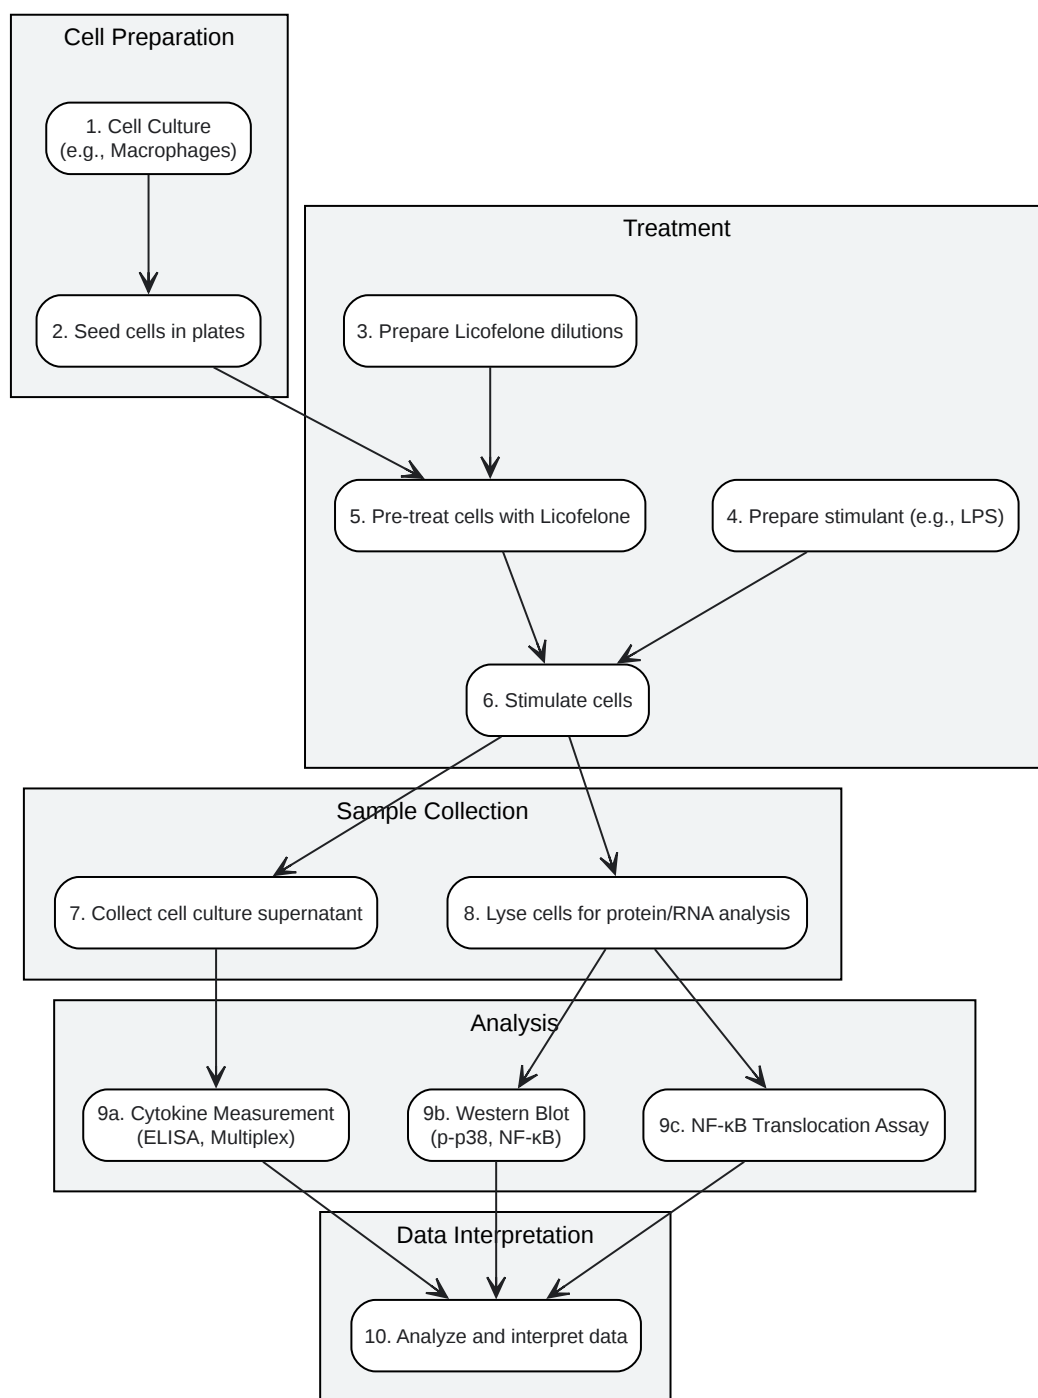 Cell Preparation
1. Cell Culture
(e.g., Macrophages)
2. Seed cells in plates
Treatment
3. Prepare Licofelone dilutions
5. Pre-treat cells with Licofelone
4. Prepare stimulant (e.g., LPS)
6. Stimulate cells
Sample Collection
7. Collect cell culture supernatant
8. Lyse cells for protein/RNA analysis
Analysis
9a. Cytokine Measurement
(ELISA, Multiplex)
9b. Western Blot
(p-p38, NF-κB)
9c. NF-κB Translocation Assay
Data Interpretation
10. Analyze and interpret data